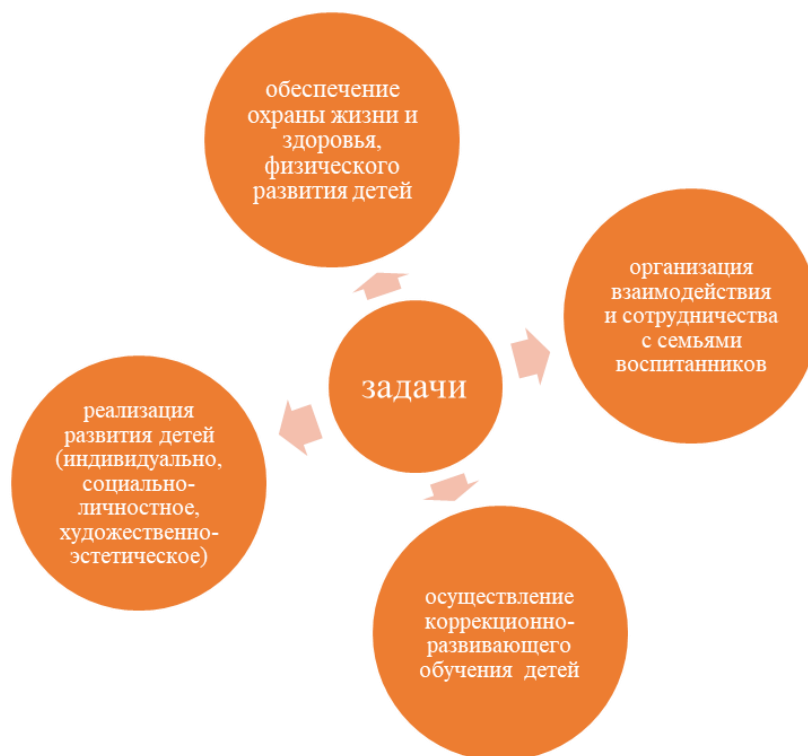 обеспечение
охраны жизни и
здоровья,
физического
развития детей
организация
взаимодействия
и сотрудничества
с семьями
воспитанников
задачи
реализация
развития детей
(индивидуально,
социально-
личностное,
художественно-
эстетическое)
осуществление
коррекционно-
развивающего
обучения  детей